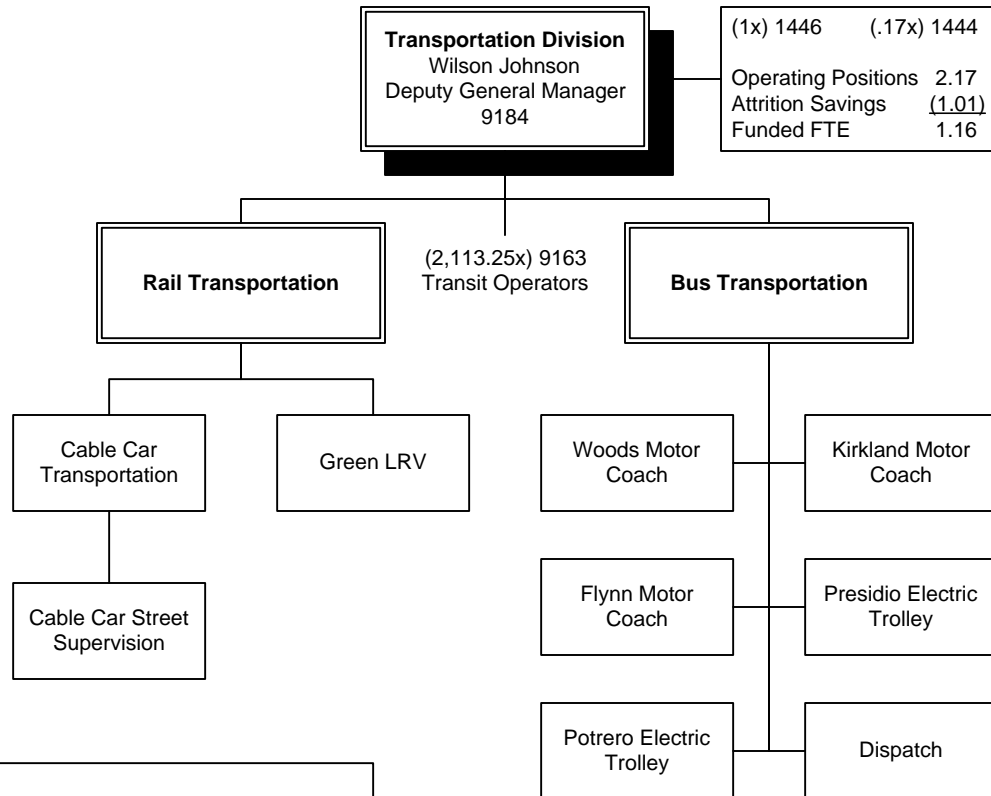 Transportation Division
Wilson Johnson
Deputy General Manager
9184
(1x) 1446 (.17x) 1444
Operating Positions 2.17
Attrition Savings (1.01)
Funded FTE 1.16
Rail Transportation
(2,113.25x) 9163
Transit Operators
Bus Transportation
Cable Car
Transportation
Green LRV
Woods Motor
Coach
Kirkland Motor
Coach
Cable Car Street
Supervision
Flynn Motor
Coach
Presidio Electric
Trolley
Potrero Electric
Trolley
Dispatch